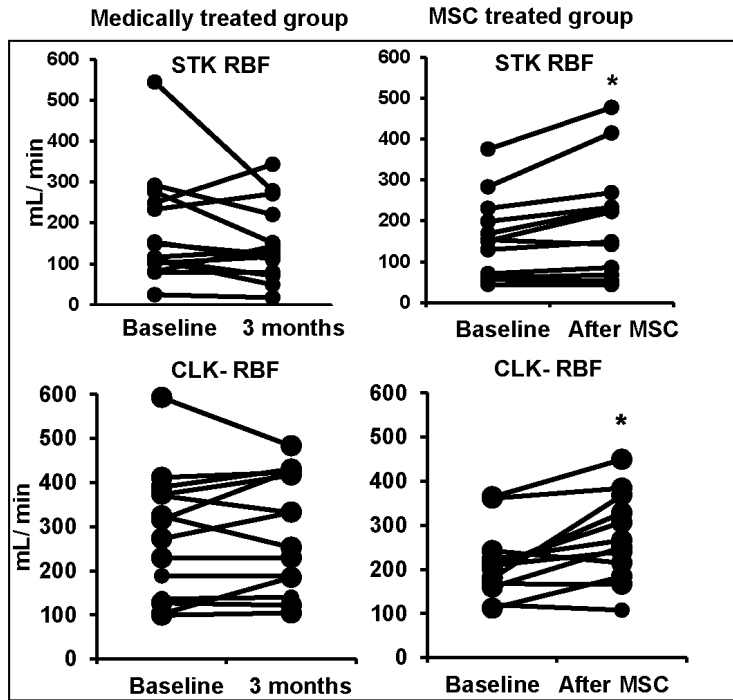 Medically treated group
MSC treated group
STK RBF
600
500
400
300
200
100
0
mL/ min
Baseline 3 months
STK RBF
*
600
500
400
300
200
100
0
Baseline After MSC
CLK- RBF
600
500
400
300
200
100
0
mL/ min
Baseline 3 months
CLK- RBF
*
600
500
400
300
200
100
0
Baseline After MSC